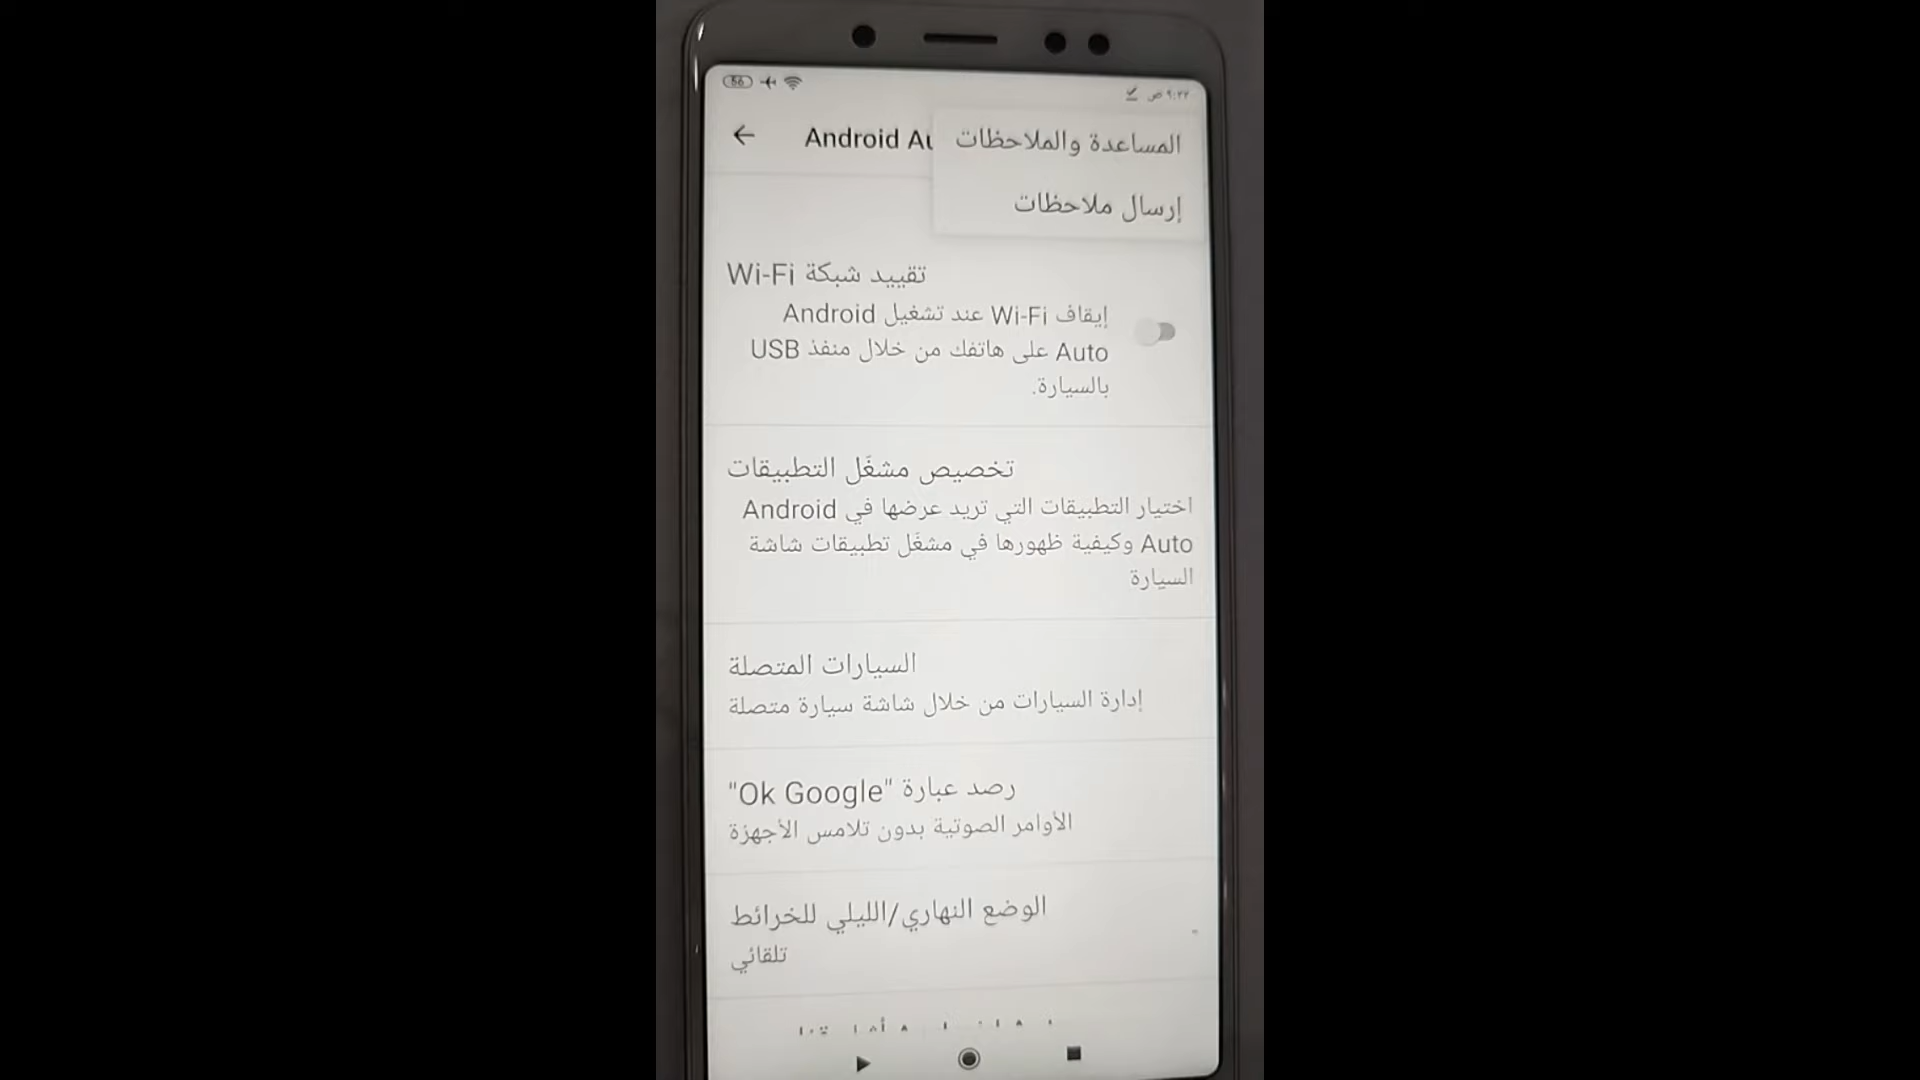 ٩:٢٢ ص
56
Android Au
المساعدة والملاحظات
إرسال ملاحظات
تقييد شبكة Wi-Fi
إيقاف Wi-Fi عند تشغيل Android
Auto على هاتفك من خلال منفذ USB
بالسيارة.
تخصيص مشغّل التطبيقات
اختيار التطبيقات التي تريد عرضها في Android
Auto وكيفية ظهورها في مشغّل تطبيقات شاشة
السيارة
السيارات المتصلة
إدارة السيارات من خلال شاشة سيارة متصلة
رصد عبارة "Ok Google"
الأوامر الصوتية بدون تلامس الأجهزة
الوضع النهاري/الليلي للخرائط
تلقائي